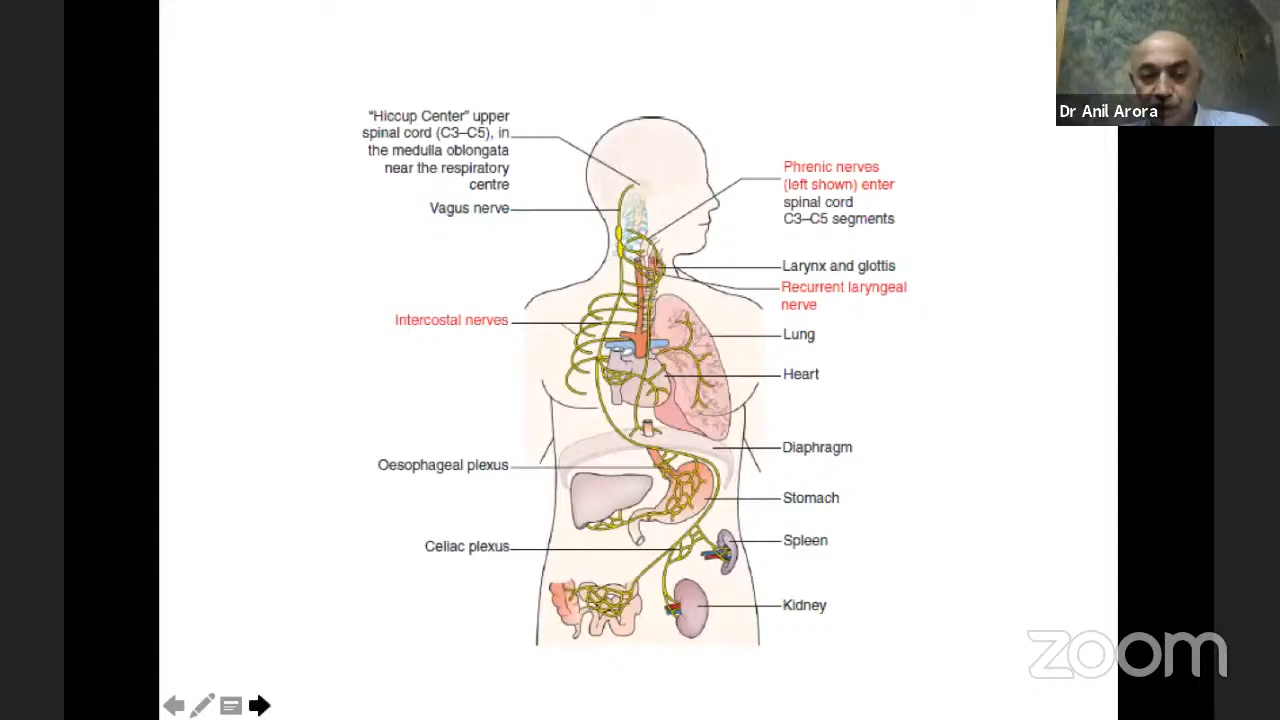 Dr Anil Arora
"Hiccup Center" upper
spinal cord (C3–C5), in
the medulla oblongata
near the respiratory
centre
Vagus nerve
Intercostal nerves
Oesophageal plexus
Celiac plexus
Phrenic nerves
(left shown) enter
spinal cord
C3–C5 segments
Larynx and glottis
Recurrent laryngeal
nerve
Lung
Heart
Diaphragm
Stomach
Spleen
Kidney
zoom